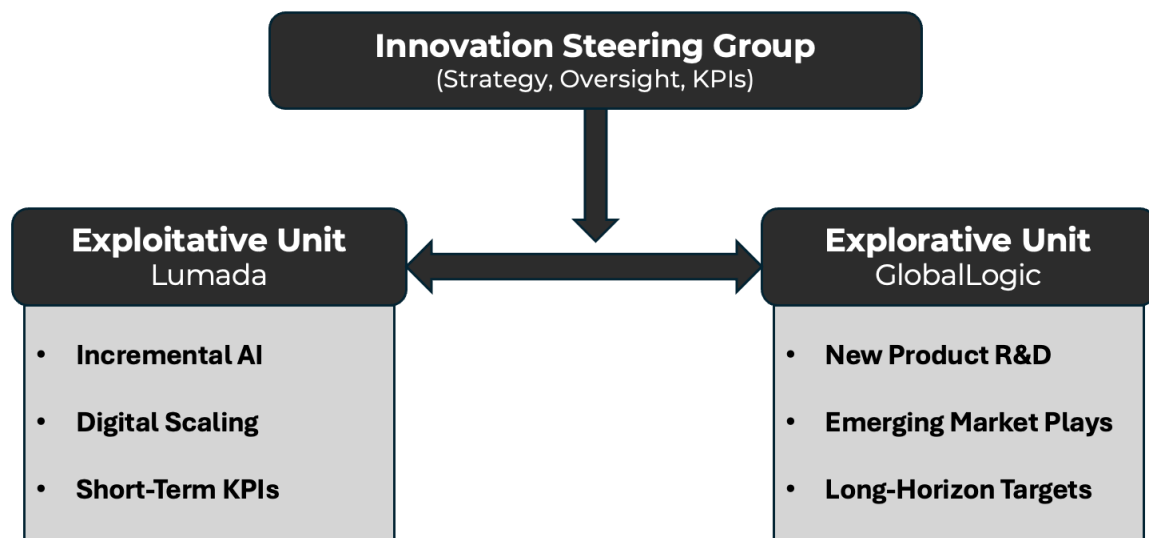 Innovation Steering Group
(Strategy, Oversight, KPIs)
Exploitative Unit
Lumada
• Incremental AI
• Digital Scaling
• Short-Term KPIs
Explorative Unit
GlobalLogic
• New Product R&D
• Emerging Market Plays
• Long-Horizon Targets